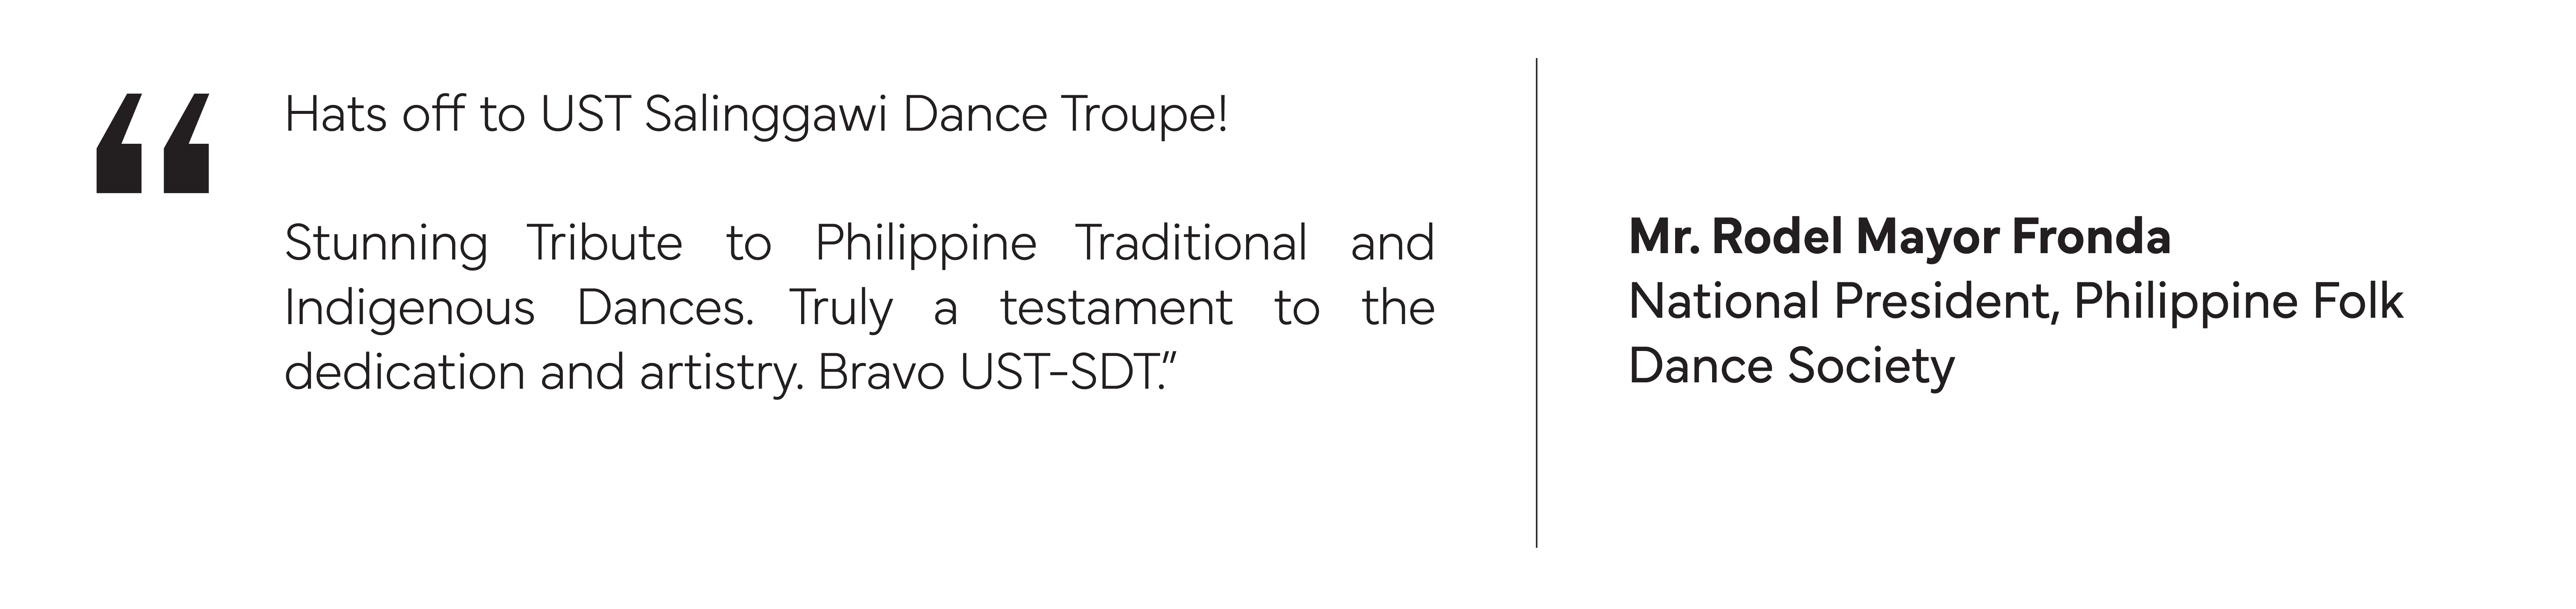 “ Hats off to UST Salinggawi Dance Troupe!
Stunning Tribute to Philippine Traditional and
Indigenous Dances. Truly a testament to the
dedication and artistry. Bravo UST-SDT.”
Mr. Rodel Mayor Fronda
National President, Philippine Folk
Dance Society